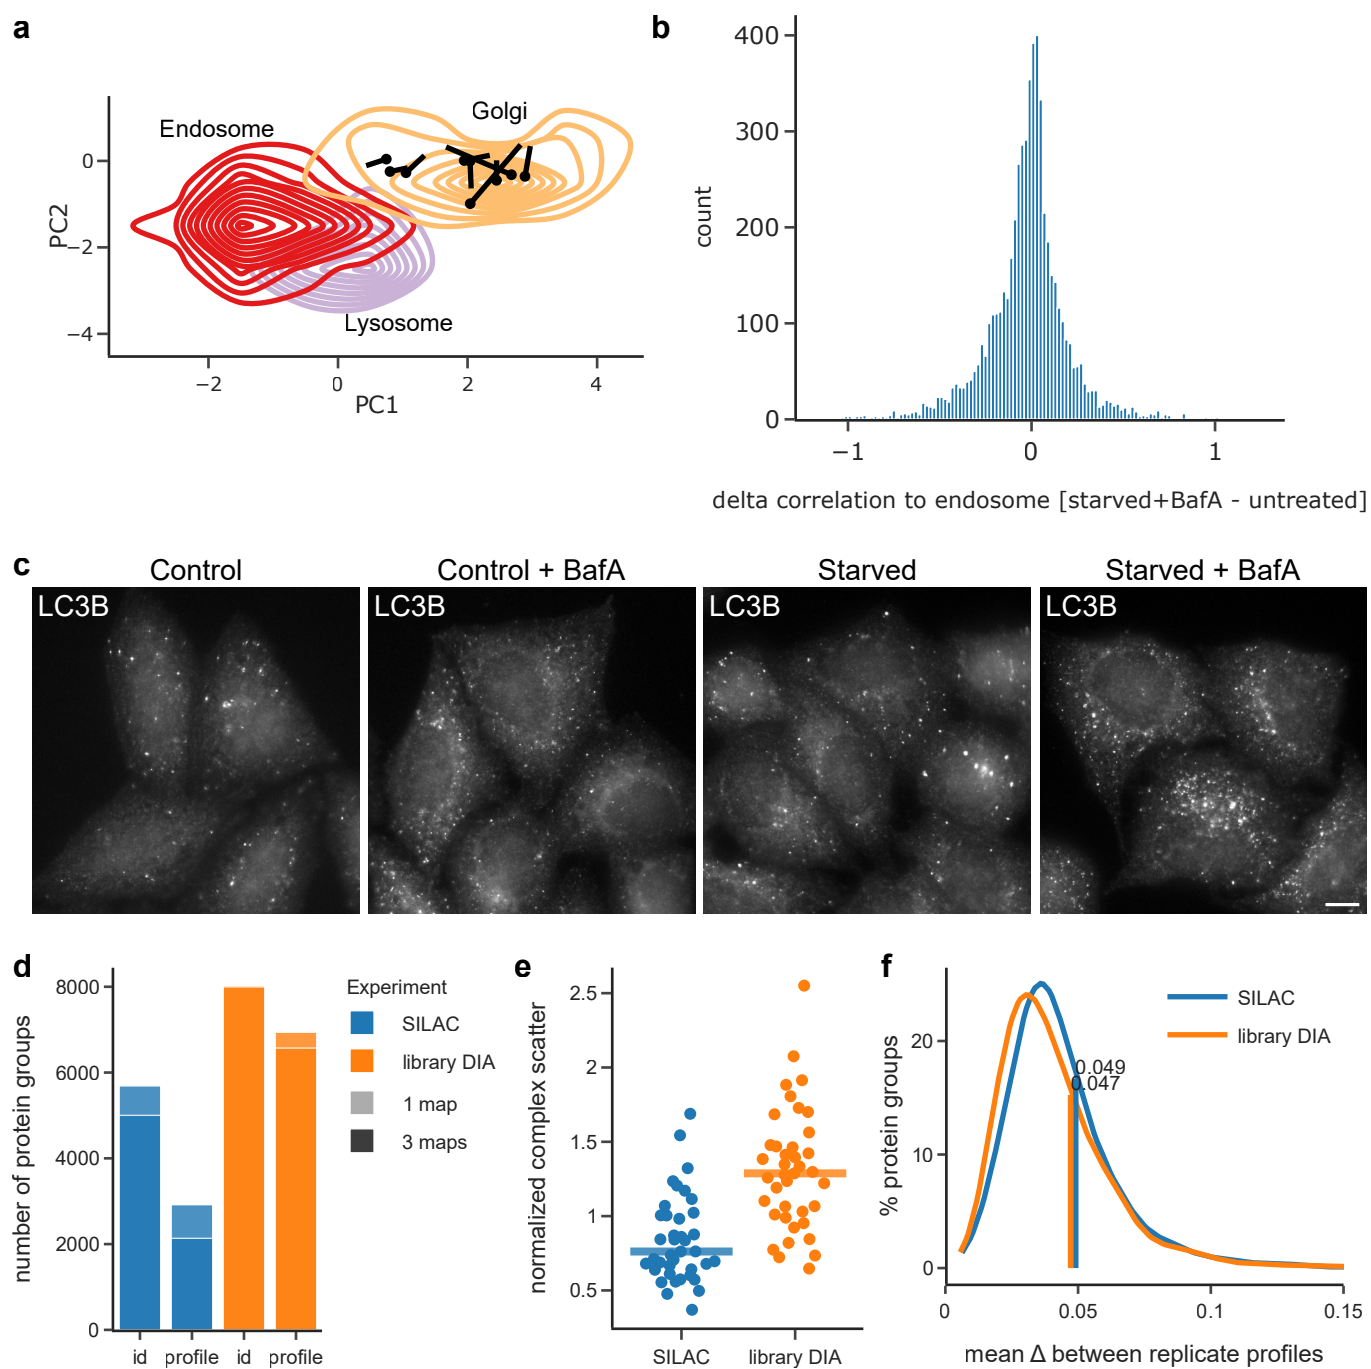 a
Endosome
Golgi
Lysosome
PC2
0
−2
−4
−2
0
2
4
PC1
b
400
300
200
100
0
count
−1
0
1
delta correlation to endosome [starved+BafA - untreated]
c
Control
Control + BafA
Starved
Starved + BafA
LC3B
LC3B
LC3B
LC3B
d
8000
6000
4000
2000
0
number of protein groups
id
profile
id
profile
Experiment
SILAC
library DIA
1 map
3 maps
e
2.5
2
1.5
1
0.5
normalized complex scatter
SILAC
library DIA
f
20
10
0
% protein groups
SILAC
library DIA
0.049
0.047
0
0.05
0.1
0.15
mean Δ between replicate profiles